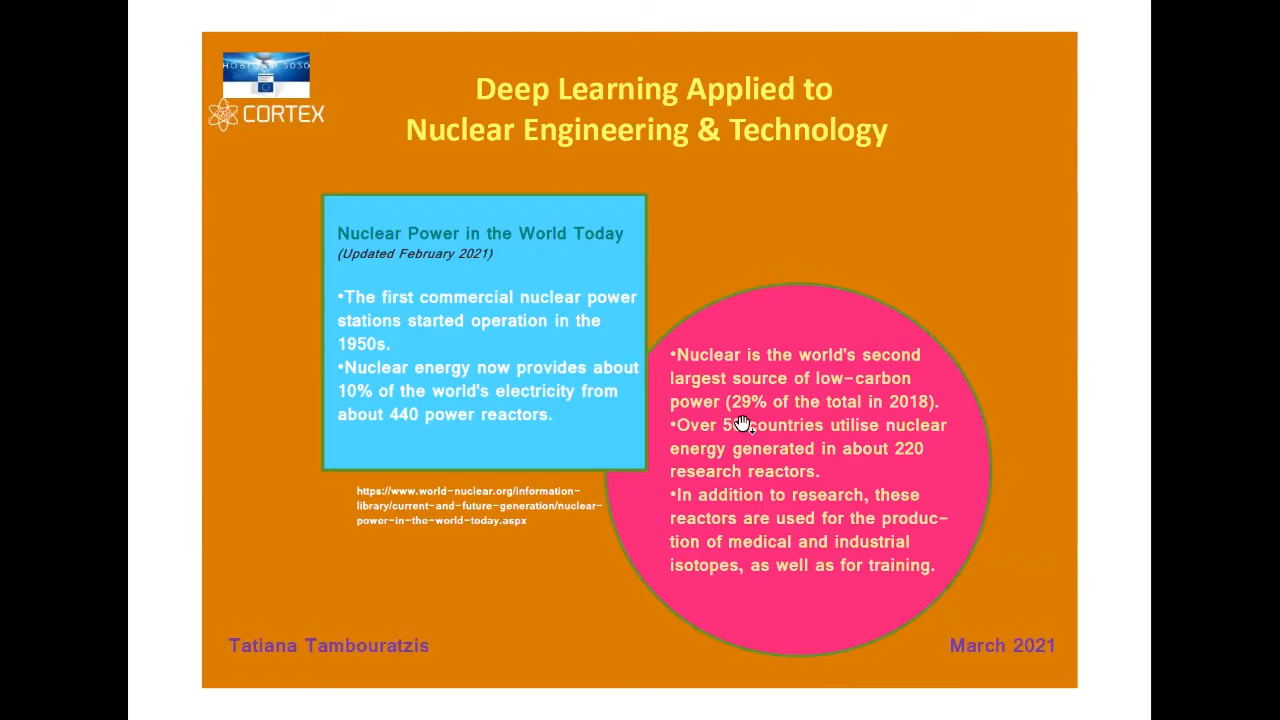 HORIZON 2020
CORTEX
Deep Learning Applied to
Nuclear Engineering & Technology
Nuclear Power in the World Today
(Updated February 2021)
•The first commercial nuclear power
stations started operation in the
1950s.
•Nuclear energy now provides about
10% of the world's electricity from
about 440 power reactors.
https://www.world-nuclear.org/information-
library/current-and-future-generation/nuclear-
power-in-the-world-today.aspx
•Nuclear is the world's second
largest source of low-carbon
power (29% of the total in 2018).
•Over countries utilise nuclear
energy generated in about 220
research reactors.
•In addition to research, these
reactors are used for the produc-
tion of medical and industrial
isotopes, as well as for training.
Tatiana Tambouratzis
March 2021